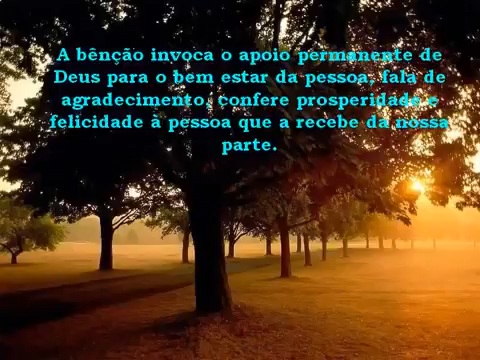 A bênção invoca o apoio permanente de
Deus para o bem estar da pessoa, fala de
agradecimento, confere prosperidade e
felicidade à pessoa que a recebe da nossa
parte.